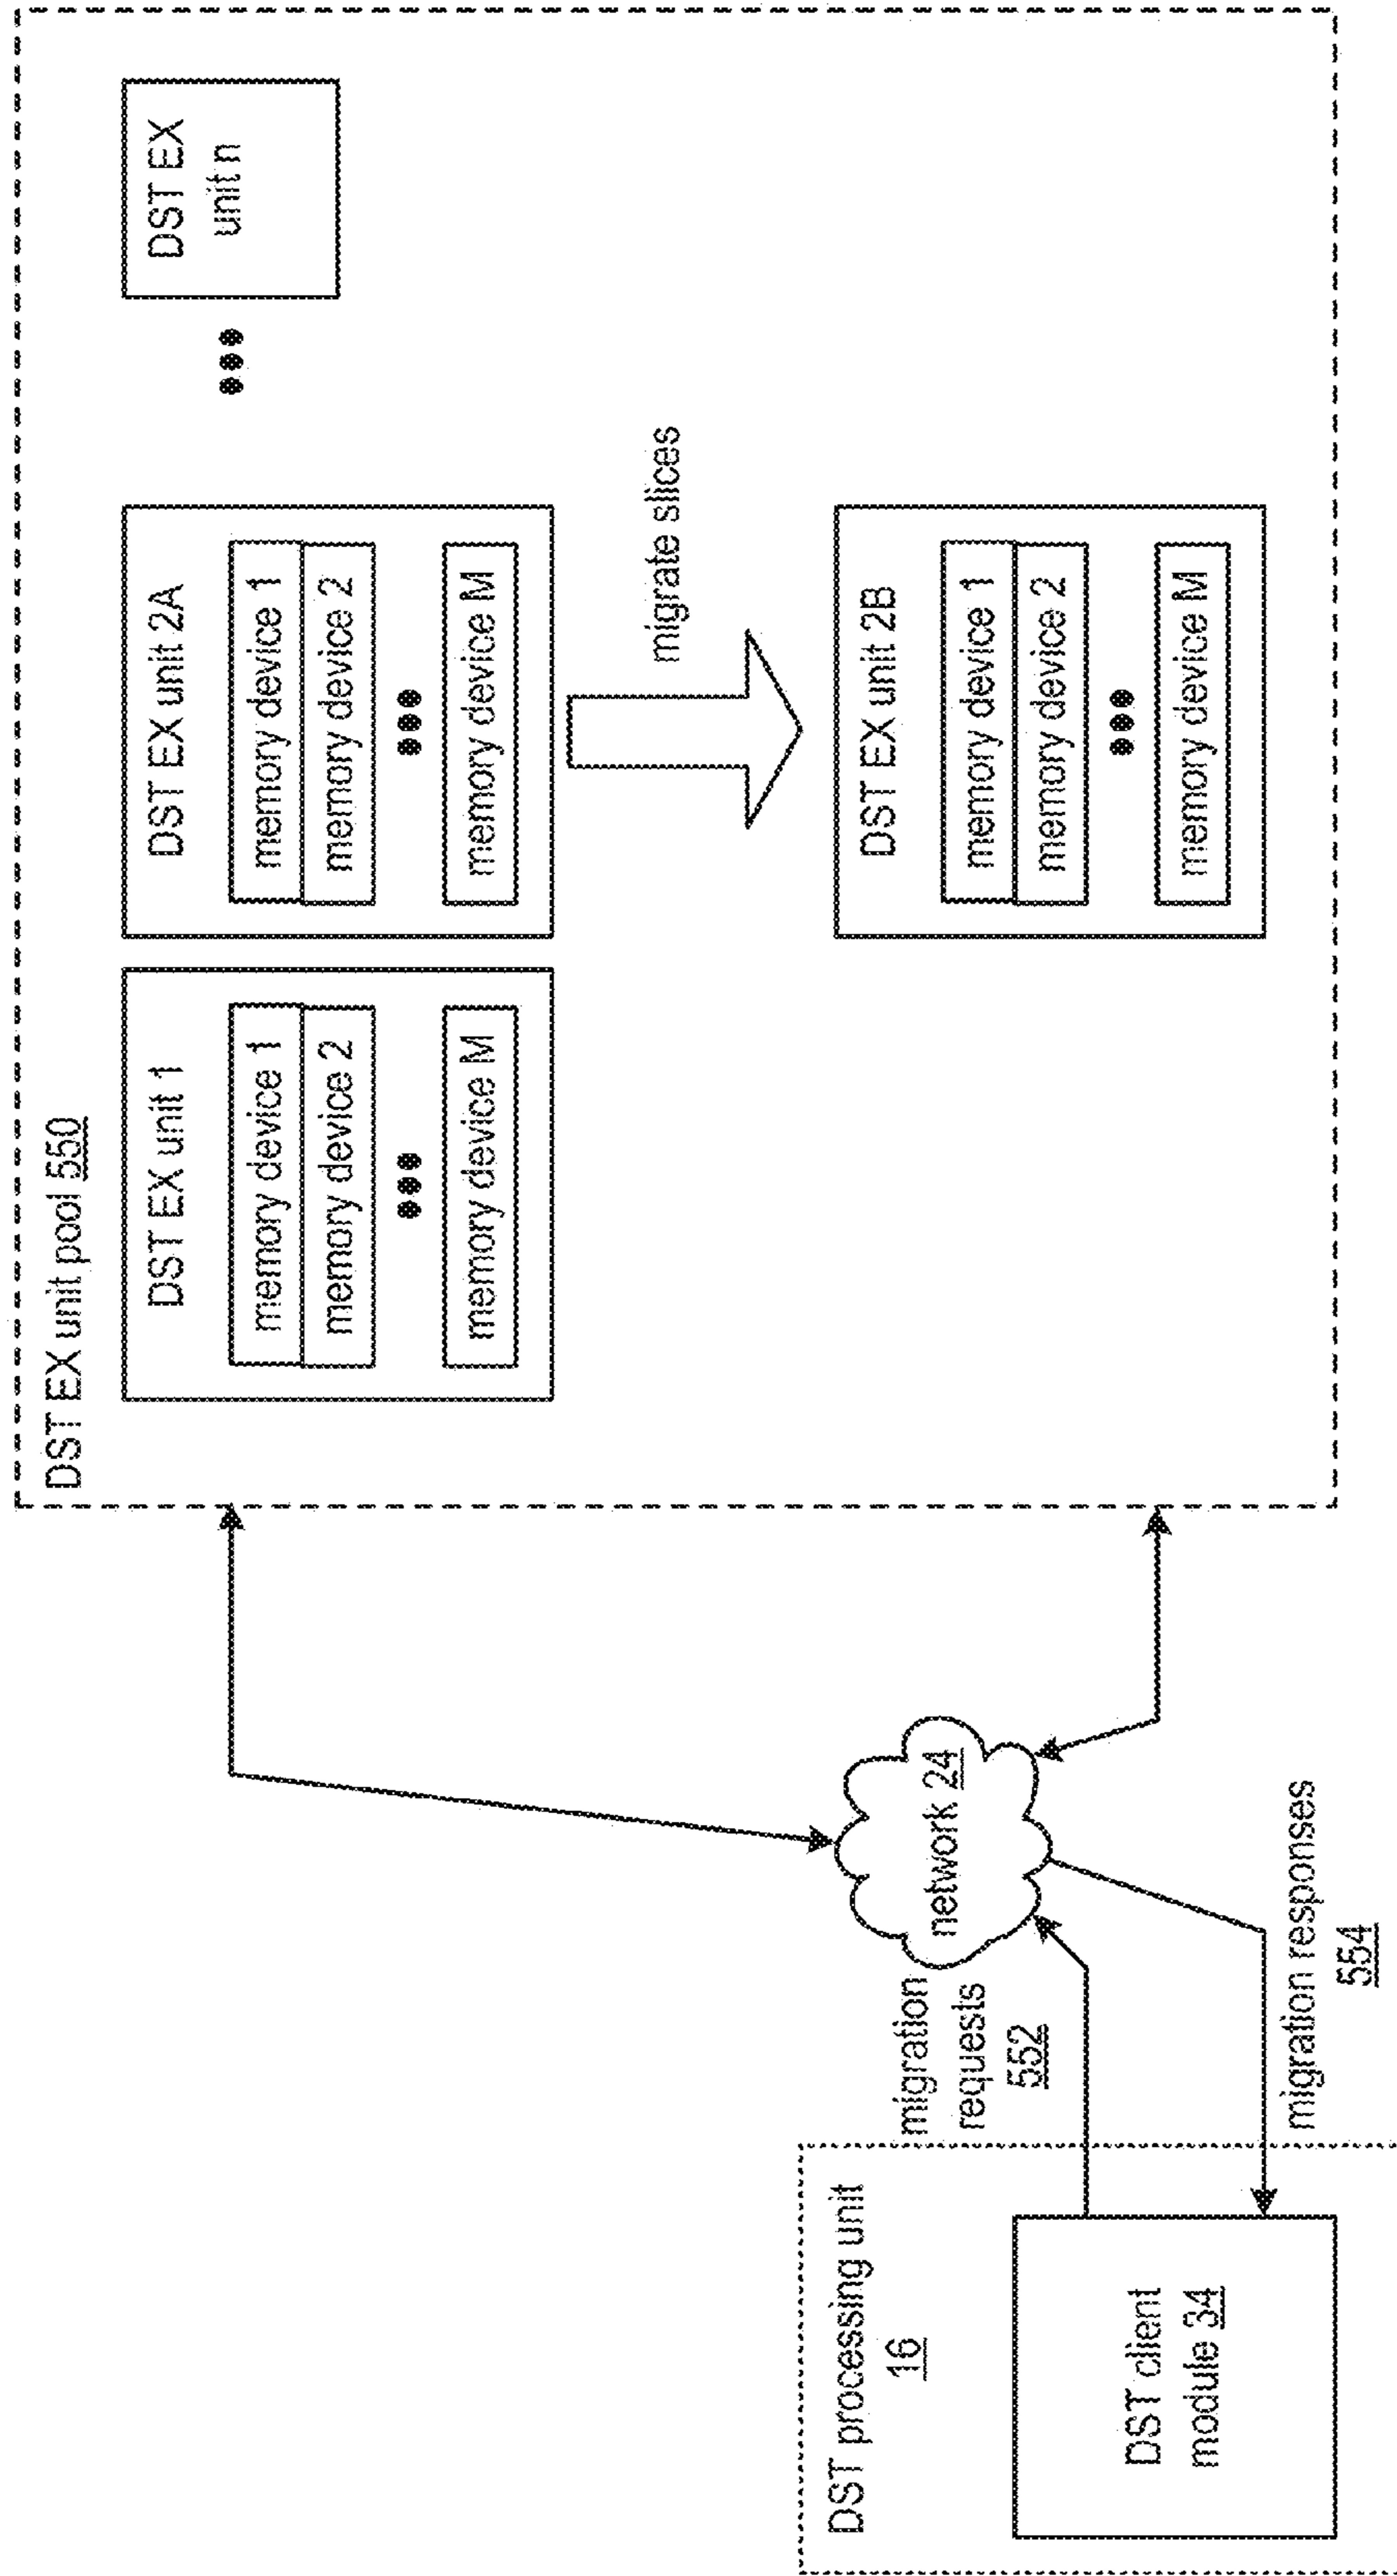 DST EX unit pool 550
DST EX unit 1
memory device 1
memory device 2
memory device M
DST EX unit 2A
memory device 1
memory device 2
memory device M
DST EX
unit n
migrate slices
DST EX unit 2B
memory device 1
memory device 2
memory device M
network 24
migration
requests
552
migration responses
554
DST processing unit
16
DST client
module 34